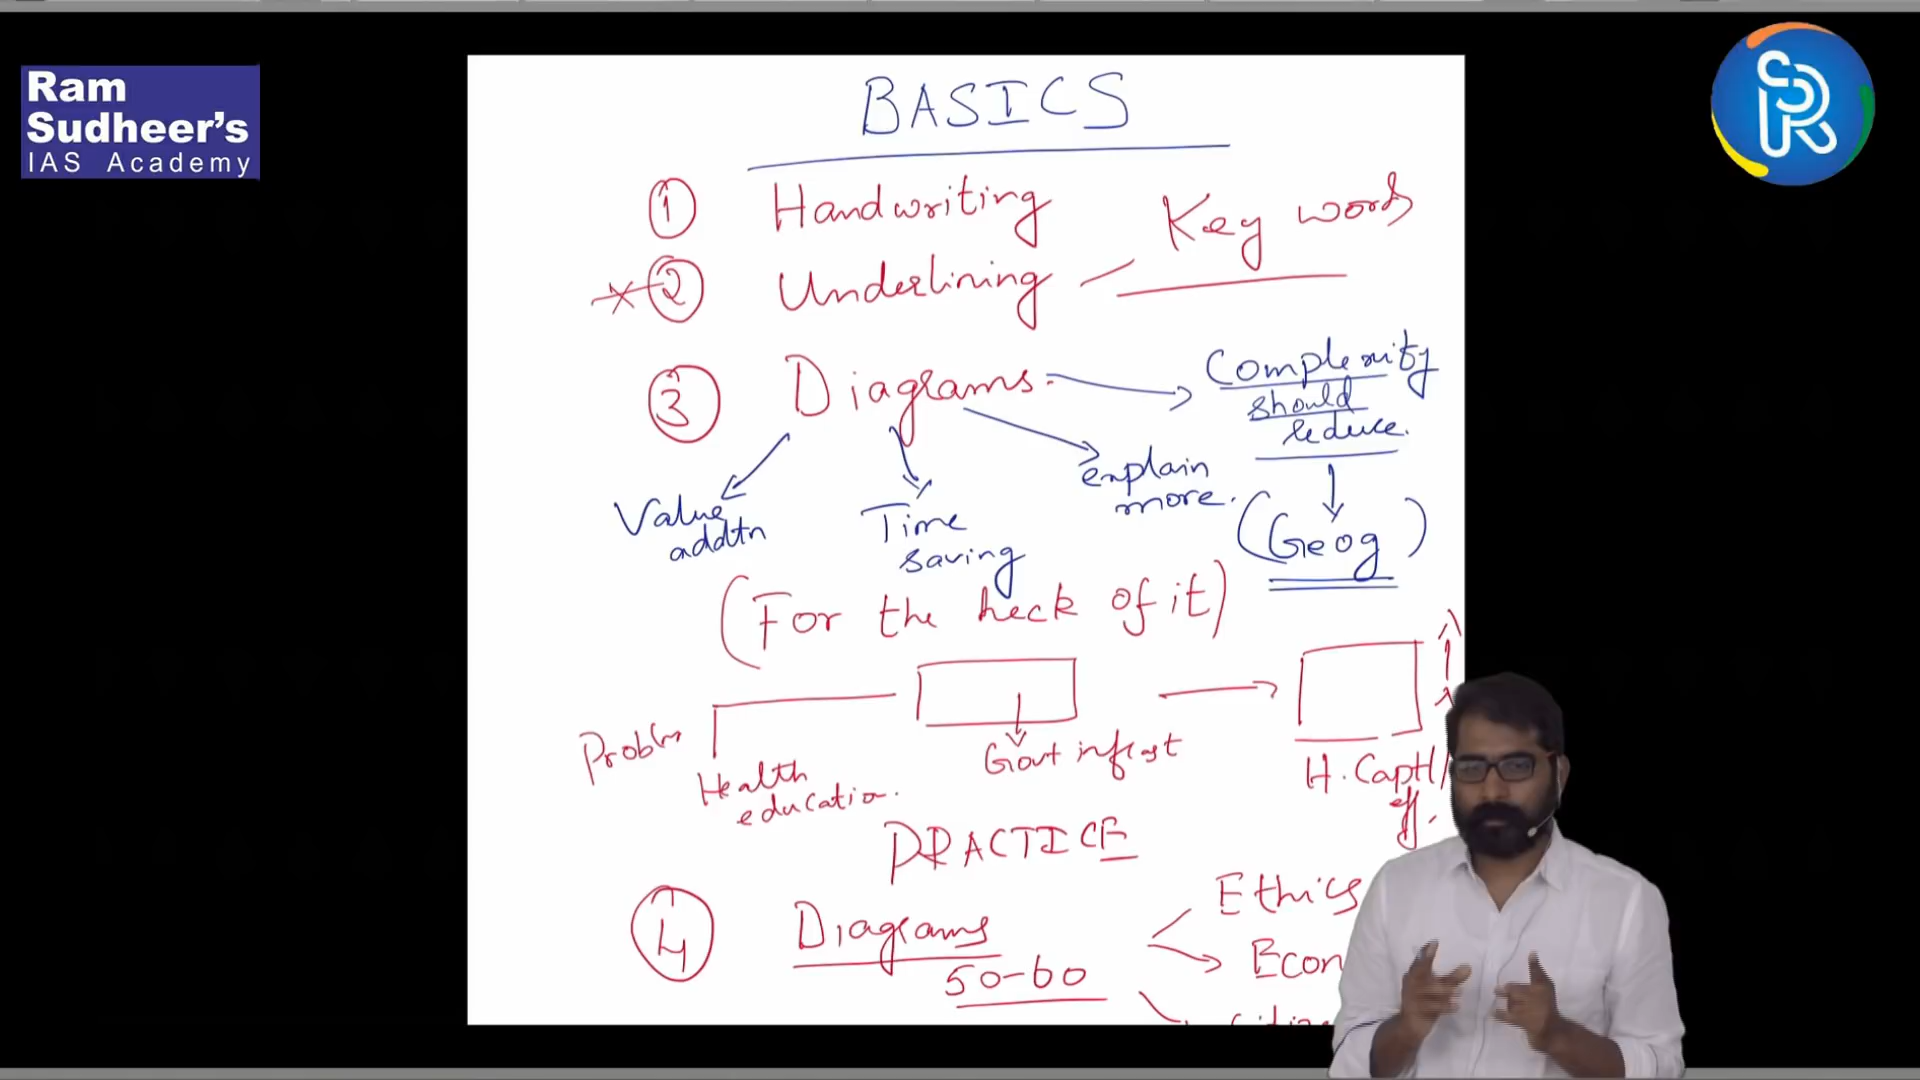 Ram
Sudheer's
IAS Academy
BASICS
1 Handwriting
Key words
2 Underlining
3 Diagrams
Complexity
should
reduce.
explain
more.
Value
addtn
Time
saving
(Geog)
(For the heck of it)
Problm
Health
education.
Govt infrast
H. Captl/
eff.
PRACTICE
4 Diagrams
50-60
Ethics
Econ